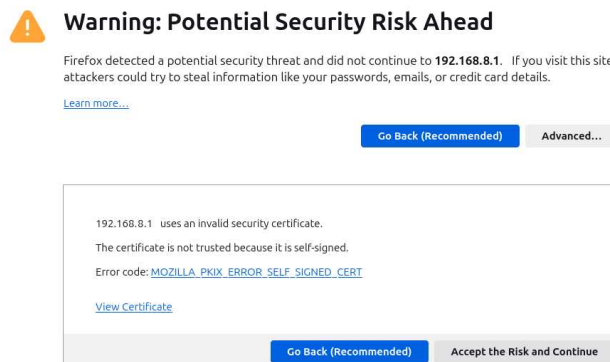 Warning: Potential Security Risk Ahead
Firefox detected a potential security threat and did not continue to 192.168.8.1. If you visit this site
attackers could try to steal information like your passwords, emails, or credit card details.
Learn more…
Go Back (Recommended) Advanced…
192.168.8.1 uses an invalid security certificate.
The certificate is not trusted because it is self-signed.
Error code: MOZILLA_PKIX_ERROR_SELF_SIGNED_CERT
View Certificate
Go Back (Recommended) Accept the Risk and Continue